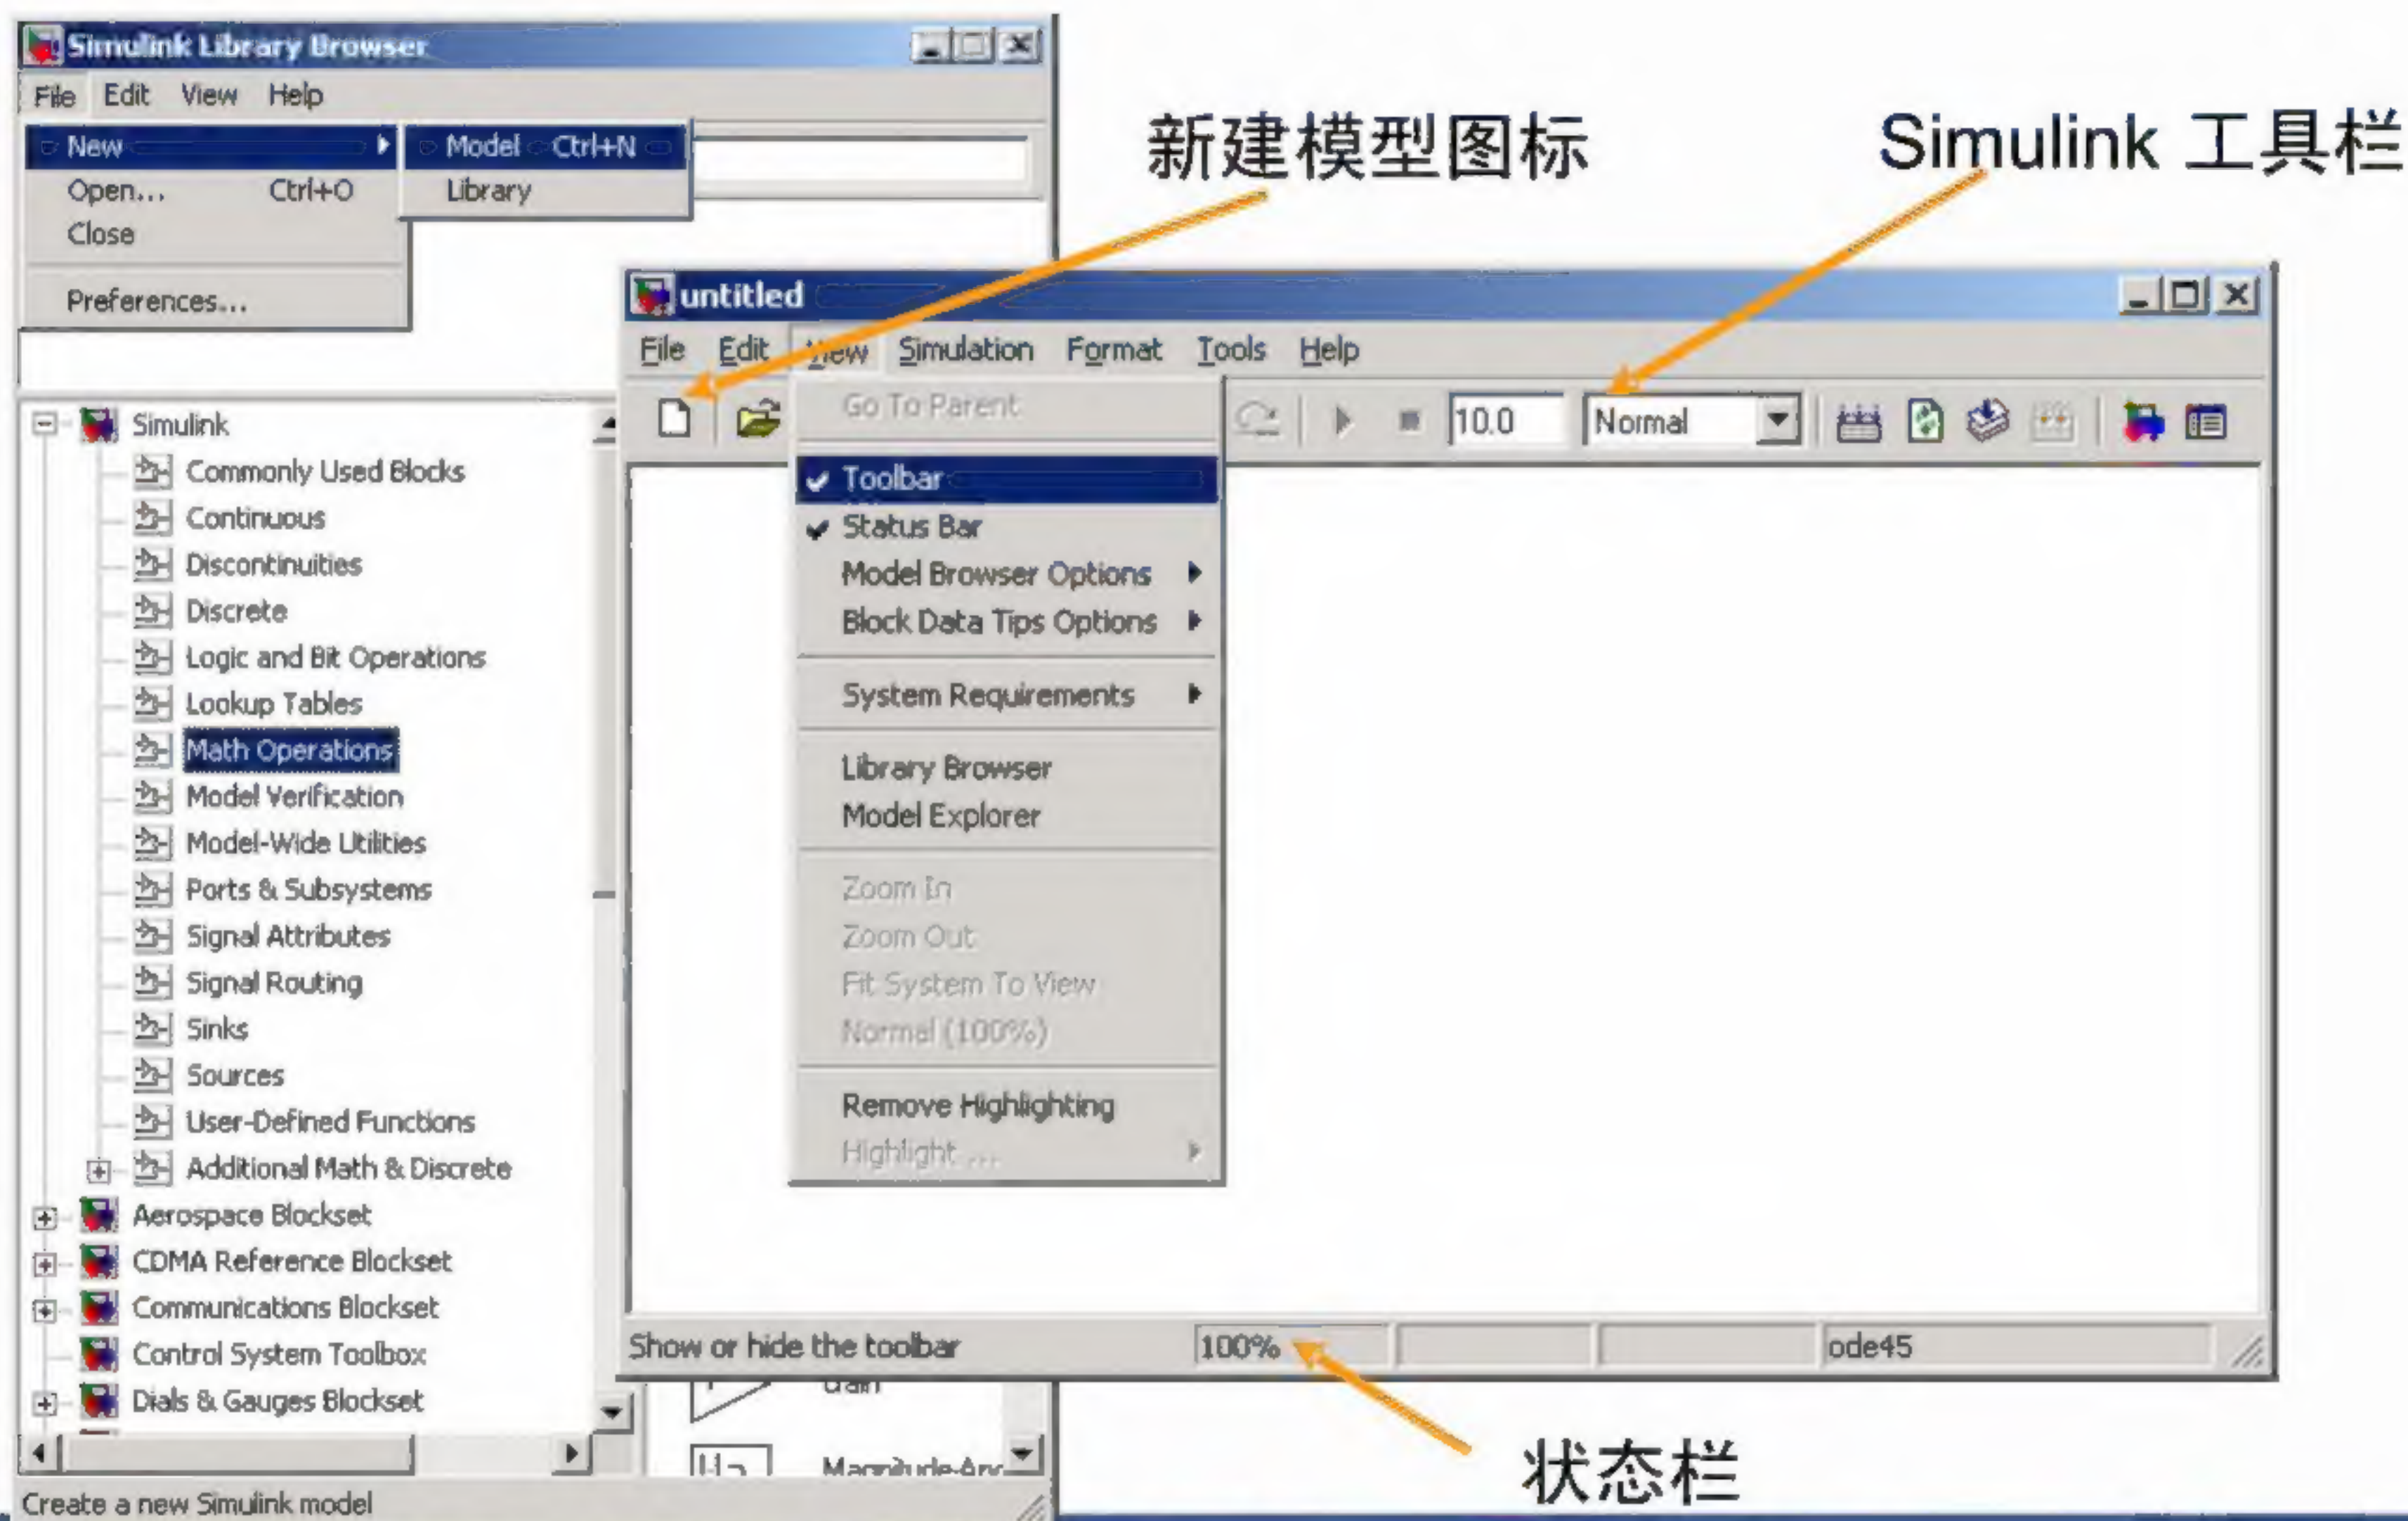 Simulink Library Browser
File Edit View Help
New
Model Ctrl+N
Open... Ctrl+O
Library
Close
Preferences...
新建模型图标
Simulink 工具栏
untitled
File Edit View Simulation Format Tools Help
10.0 Normal
Go To Parent
Toolbar
Status Bar
Model Browser Options
Block Data Tips Options
System Requirements
Library Browser
Model Explorer
Zoom In
Zoom Out
Fit System To View
Normal (100%)
Remove Highlighting
Highlight ...
Simulink
Commonly Used Blocks
Continuous
Discontinuities
Discrete
Logic and Bit Operations
Lookup Tables
Math Operations
Model Verification
Model-Wide Utilities
Ports & Subsystems
Signal Attributes
Signal Routing
Sinks
Sources
User-Defined Functions
Additional Math & Discrete
Aerospace Blockset
CDMA Reference Blockset
Communications Blockset
Control System Toolbox
Dials & Gauges Blockset
Show or hide the toolbar 100% ode45
Gain
状态栏
Create a new Simulink model